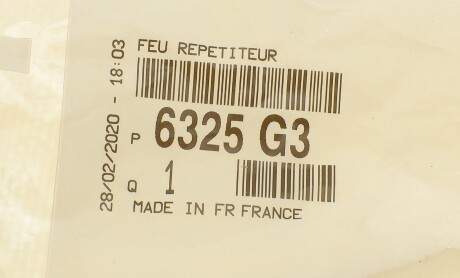 FEU REPETITEUR
P 6325 G3
Q 1
MADE IN FR FRANCE
28/02/2020 - 18:03